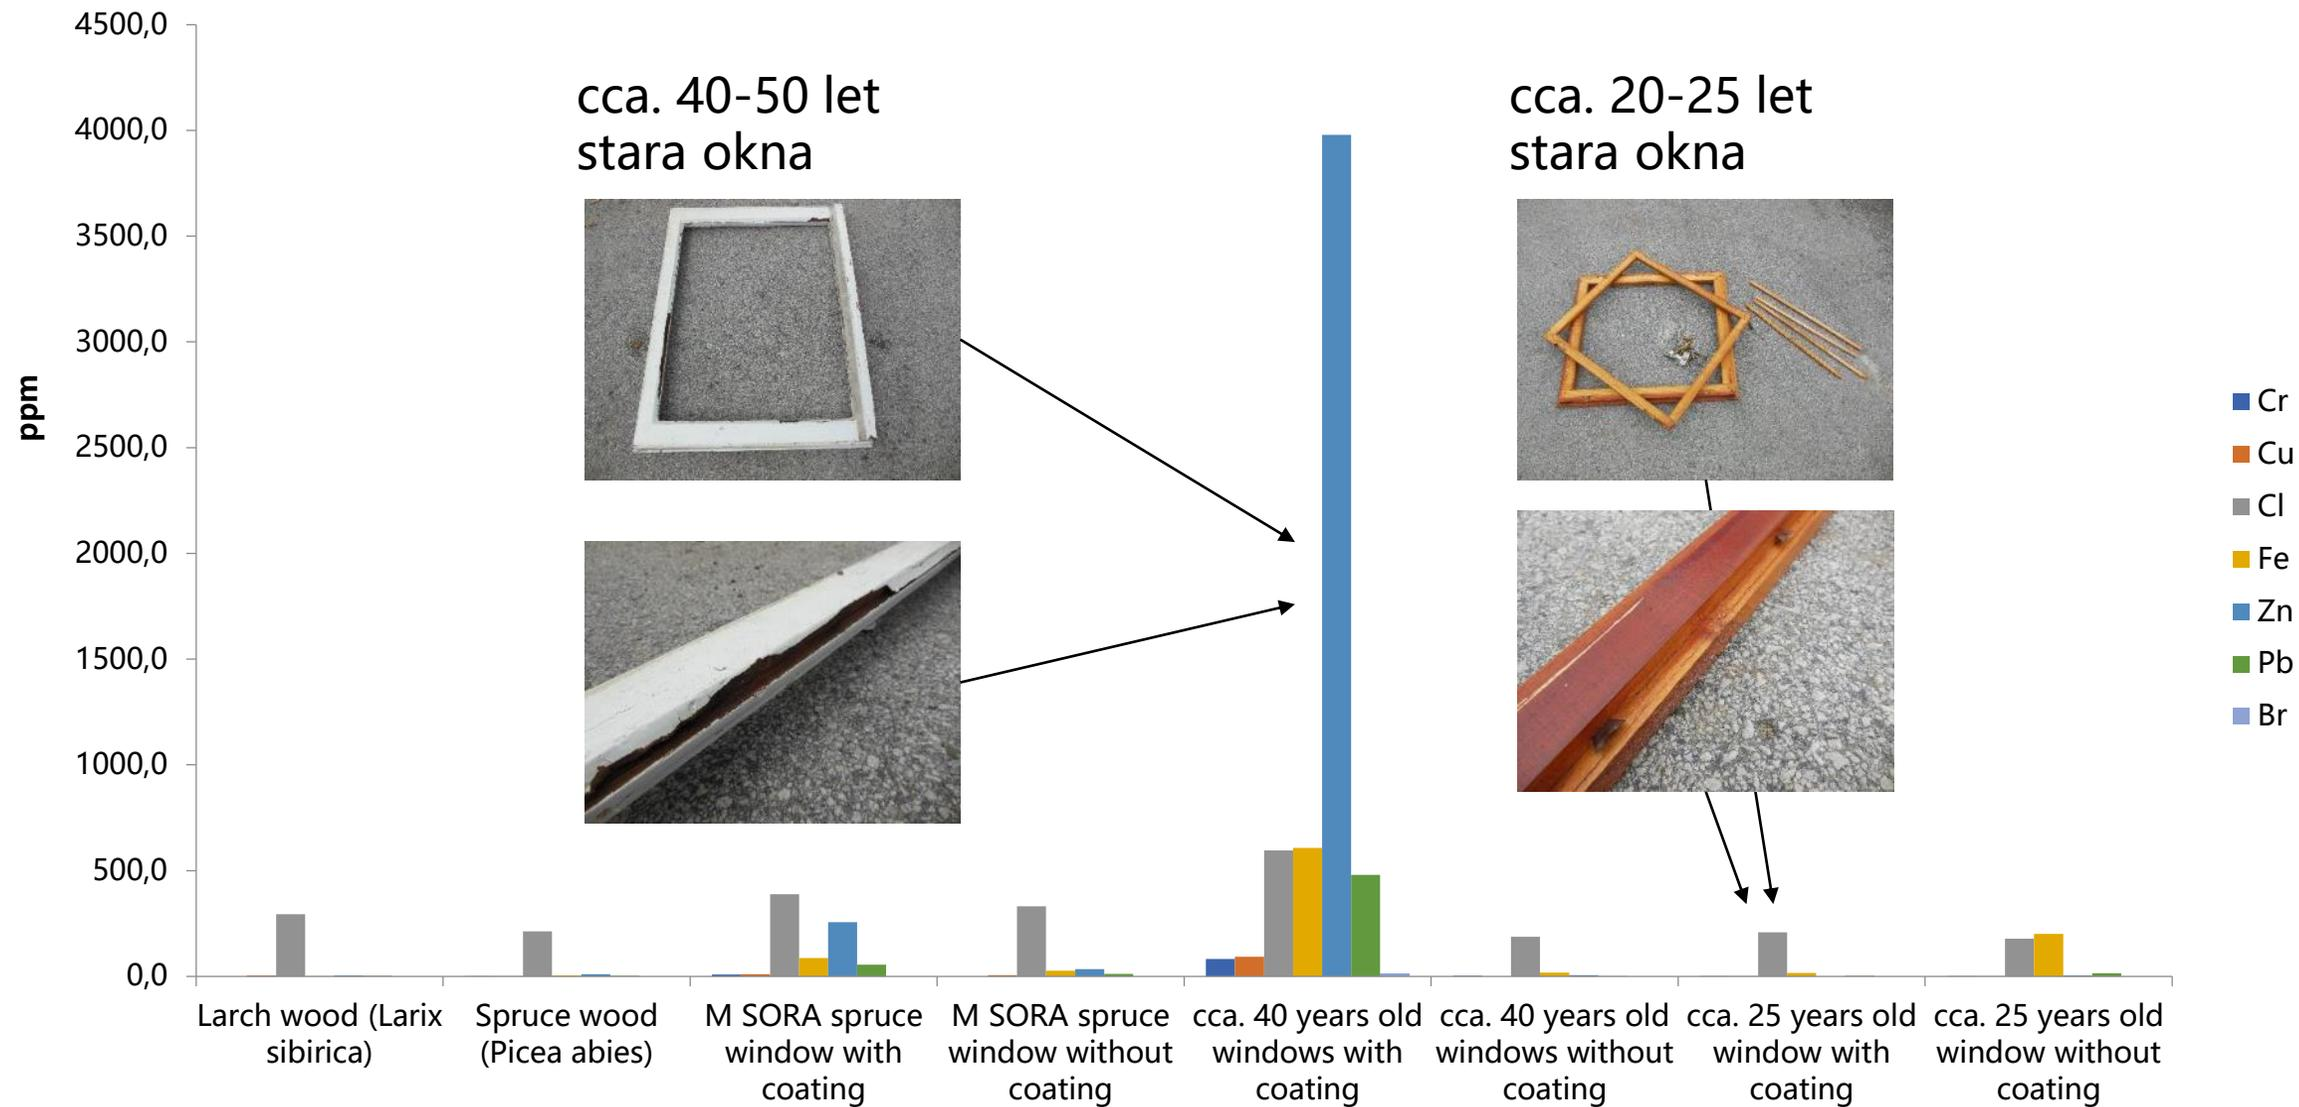 4500,0
4000,0
3500,0
3000,0
2500,0
2000,0
1500,0
1000,0
500,0
0,0
ppm
cca. 40-50 let
stara okna
cca. 20-25 let
stara okna
Cr
Cu
Cl
Fe
Zn
Pb
Br
Larch wood (Larix
sibirica)
Spruce wood
(Picea abies)
M SORA spruce
window with
coating
M SORA spruce
window without
coating
cca. 40 years old
windows with
coating
cca. 40 years old
windows without
coating
cca. 25 years old
window with
coating
cca. 25 years old
window without
coating